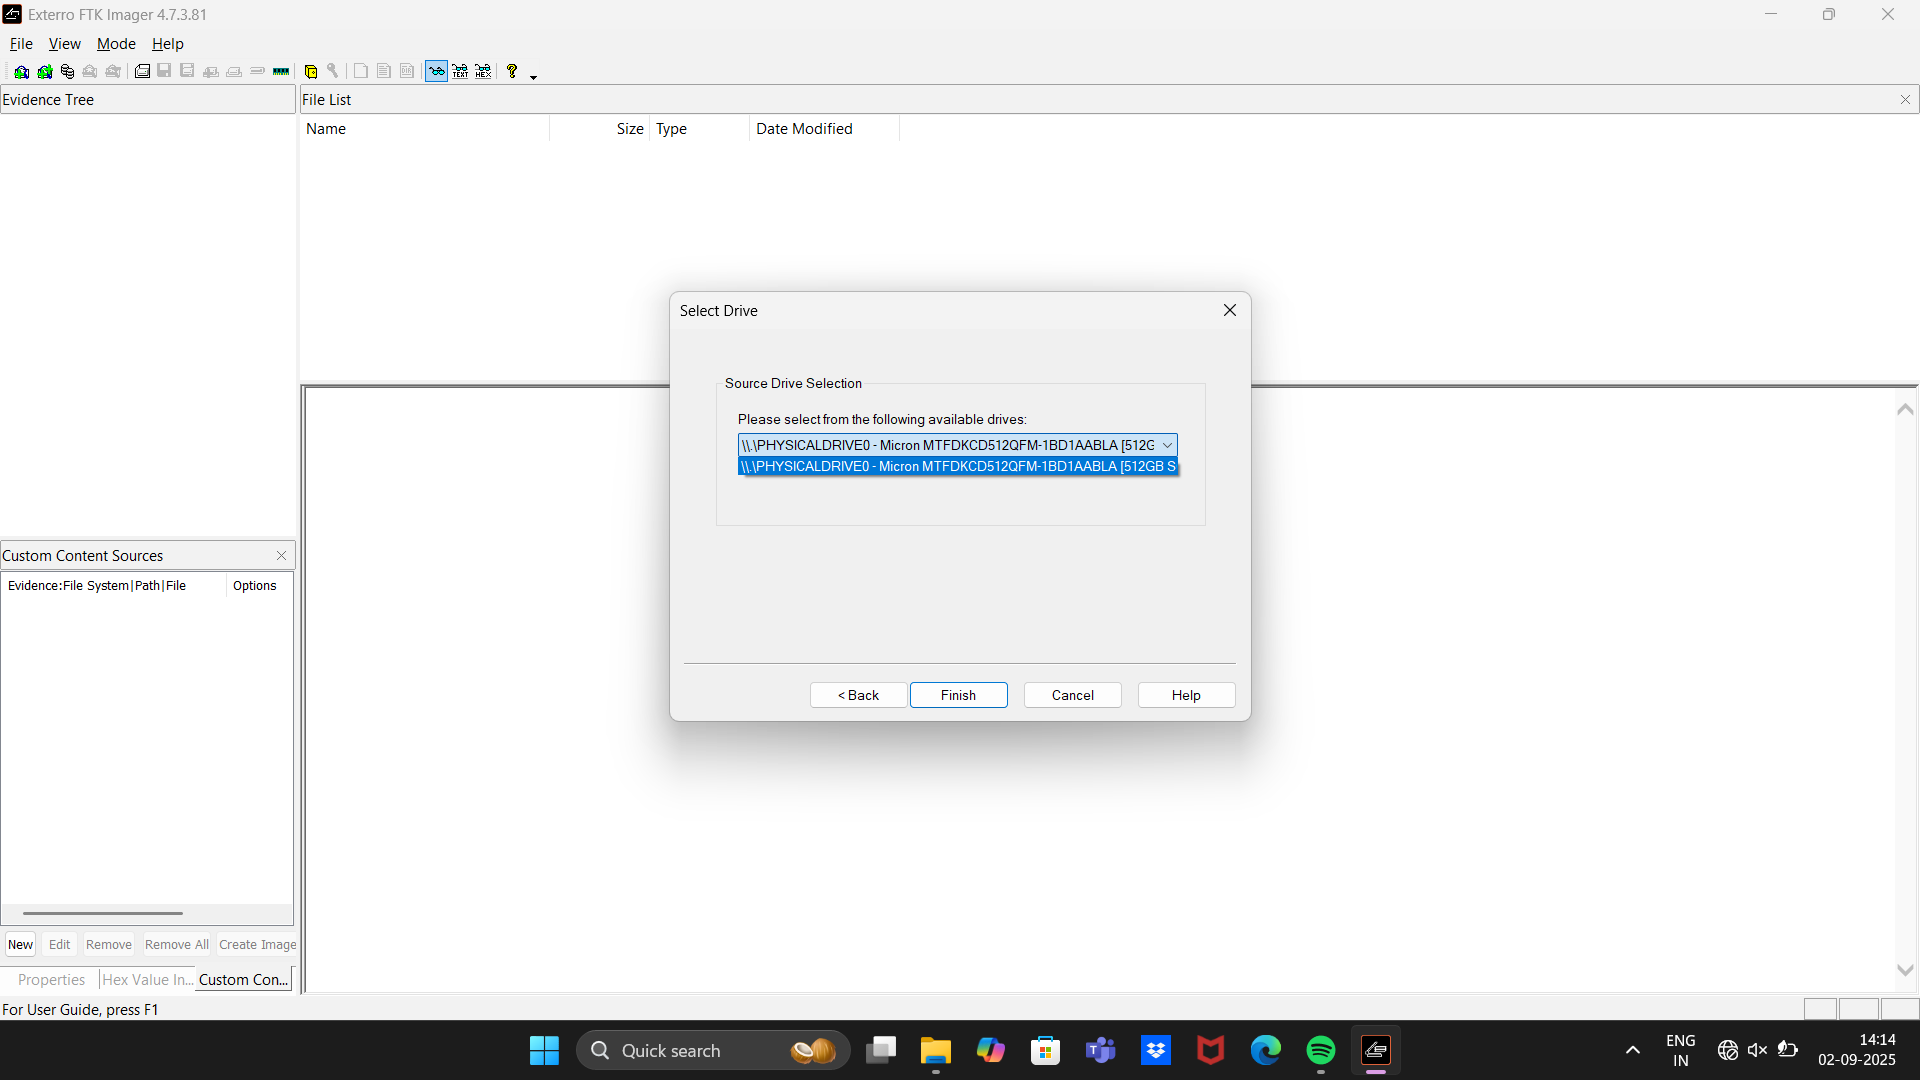 Exterro FTK Imager 4.7.3.81
File View Mode Help
TEXT HEX
Evidence Tree
File List
Name Size Type Date Modified
Select Drive
Source Drive Selection
Please select from the following available drives:
\\.\PHYSICALDRIVE0 - Micron MTFDKCD512QFM-1BD1AABLA [512G
\\.\PHYSICALDRIVE0 - Micron MTFDKCD512QFM-1BD1AABLA [512GB S
< Back Finish Cancel Help
Custom Content Sources
Evidence:File System|Path|File Options
New Edit Remove Remove All Create Image
Properties Hex Value In... Custom Con...
For User Guide, press F1
Quick search
ENG
IN
14:14
02-09-2025